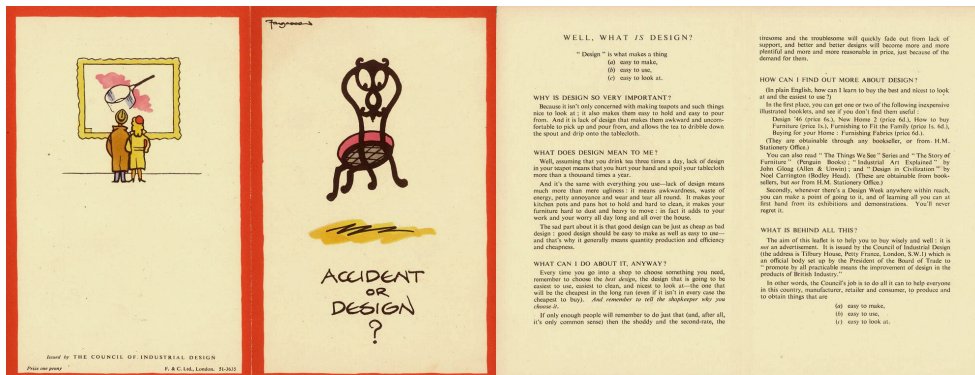 Issued by THE COUNCIL OF INDUSTRIAL DESIGN
Price one penny
F. & C. Ltd., London. 51-3635
ACCIDENT
OR
DESIGN
?
WELL, WHAT IS DESIGN?
" Design " is what makes a thing
(a) easy to make,
(b) easy to use,
(c) easy to look at.
WHY IS DESIGN SO VERY IMPORTANT?
Because it isn't only concerned with making teapots and such things
nice to look at ; it also makes them easy to hold and easy to pour
from. And it is lack of design that makes them awkward and uncom-
fortable to pick up and pour from, and allows the tea to dribble down
the spout and drip onto the tablecloth.
WHAT DOES DESIGN MEAN TO ME?
Well, assuming that you drink tea three times a day, lack of design
in your teapot means that you hurt your hand and spoil your tablecloth
more than a thousand times a year.
And it's the same with everything you use—lack of design means
much more than mere ugliness : it means awkwardness, waste of
energy, petty annoyance and wear and tear all round. It makes your
kitchen pots and pans hot to hold and hard to clean, it makes your
furniture hard to dust and heavy to move : in fact it adds to your
work and your worry all day long and all over the house.
The sad part about it is that good design can be just as cheap as bad
design : good design should be easy to make as well as easy to use—
and that's why it generally means quantity production and efficiency
and cheapness.
WHAT CAN I DO ABOUT IT, ANYWAY?
Every time you go into a shop to choose something you need,
remember to choose the best design, the design that is going to be
easiest to use, easiest to clean, and nicest to look at—the one that
will be the cheapest in the long run (even if it isn't in every case the
cheapest to buy). And remember to tell the shopkeeper why you
choose it.
If only enough people will remember to do just that (and, after all,
it's only common sense) then the shoddy and the second-rate, the
tiresome and the troublesome will quickly fade out from lack of
support, and better and better designs will become more and more
plentiful and more and more reasonable in price, just because of the
demand for them.
HOW CAN I FIND OUT MORE ABOUT DESIGN?
(In plain English, how can I learn to buy the best and nicest to look
at and the easiest to use ?)
In the first place, you can get one or two of the following inexpensive
illustrated booklets, and see if you don't find them useful :
Design '46 (price 1s.), New Home 2 (price 6d.), How to buy
Furniture (price 1s.), Furnishing to Fit the Family (price 1s. 6d.),
Buying for your Home : Furnishing Fabrics (price 6d.).
(They are obtainable through any bookseller, or from H.M.
Stationery Office.)
You can also read " The Things We See " Series and " The Story of
Furniture " (Penguin Books) ; " Industrial Art Explained " by
John Gloag (Allen & Unwin) ; and " Design in Civilization " by
Noel Carrington (Bodley Head). (These are obtainable from book-
sellers, but not from H.M. Stationery Office.)
Secondly, whenever there's a Design Week anywhere within reach,
you can make a point of going to it, and of learning all you can at
first hand from its exhibitions and demonstrations. You'll never
regret it.
WHAT IS BEHIND ALL THIS?
The aim of this leaflet is to help you to buy wisely and well : it is
not an advertisement. It is issued by the Council of Industrial Design
(the address is Tilbury House, Petty France, London, S.W.1) which is
an official body set up by the President of the Board of Trade to
" promote by all practicable means the improvement of design in the
products of British Industry."
In other words, the Council's job is to do all it can to help everyone
in this country, manufacturer, retailer and consumer, to produce and
to obtain things that are
(a) easy to make,
(b) easy to use,
(c) easy to look at.